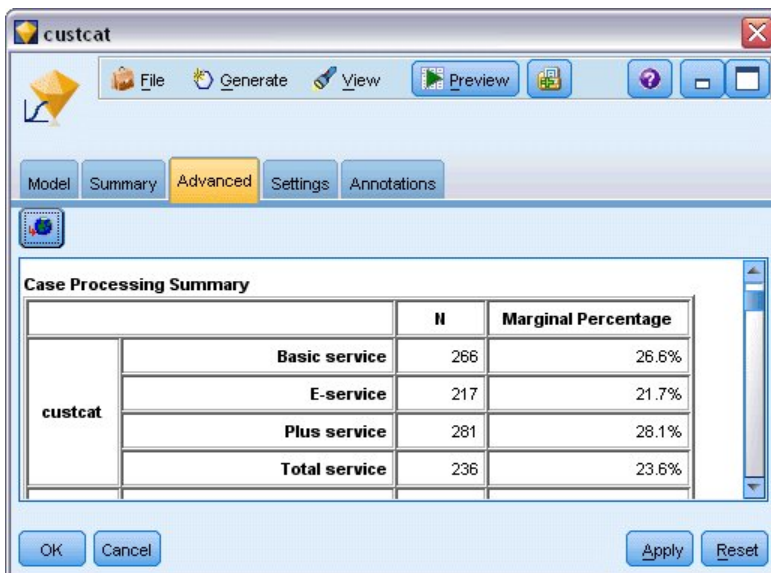 custcat
File Generate View Preview
Model Summary Advanced Settings Annotations
Case Processing Summary
N Marginal Percentage
custcat
Basic service 266 26.6%
E-service 217 21.7%
Plus service 281 28.1%
Total service 236 23.6%
OK Cancel Apply Reset